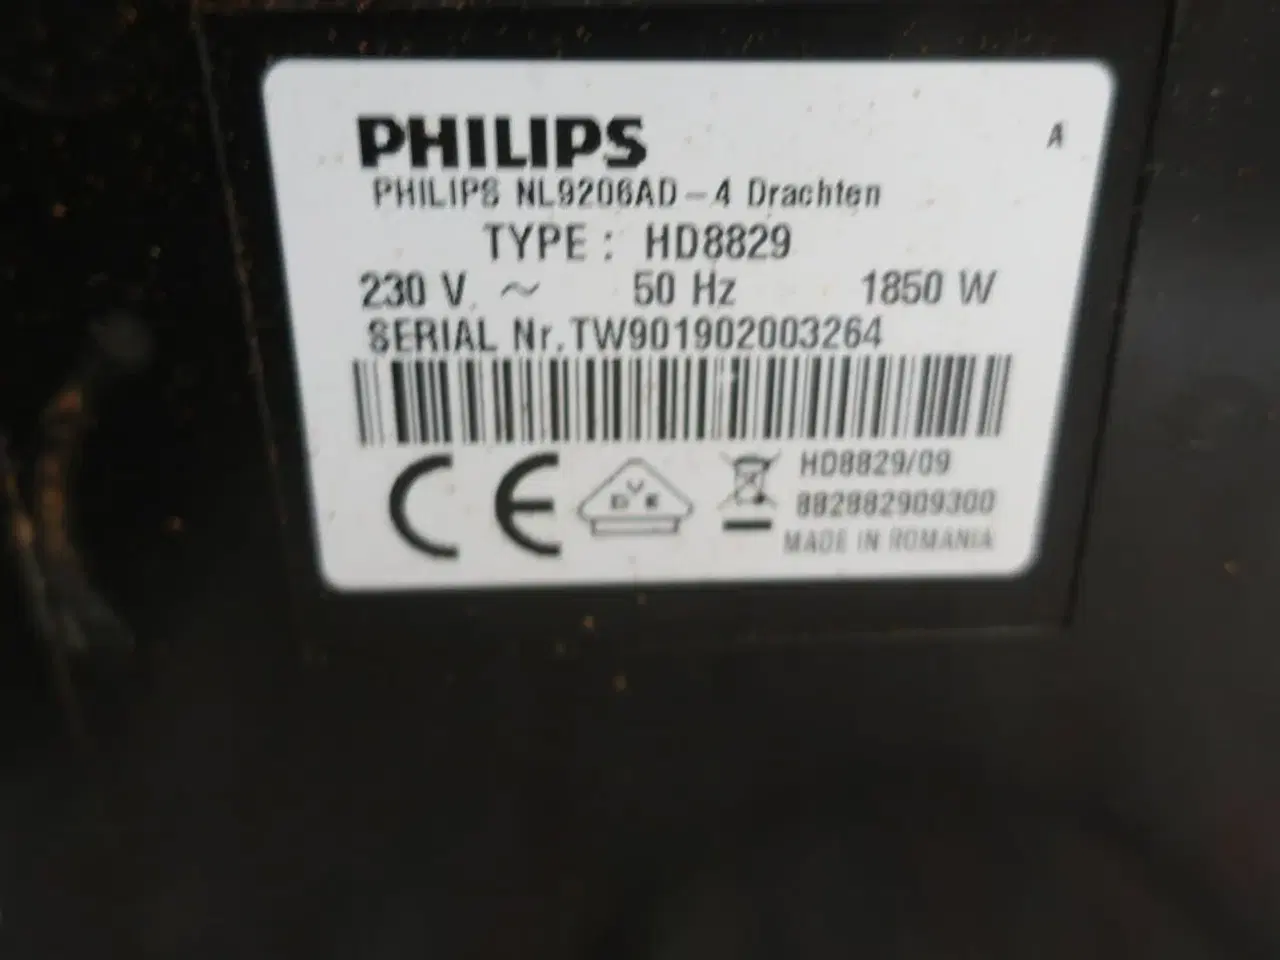 PHILIPS
A
PHILIPS NL9206AD-4 Drachten
TYPE : HD8829
230 V ~ 50 Hz 1850 W
SERIAL Nr.TW901902003264
CE
DVE
HD8829/09
882882909300
MADE IN ROMANIA